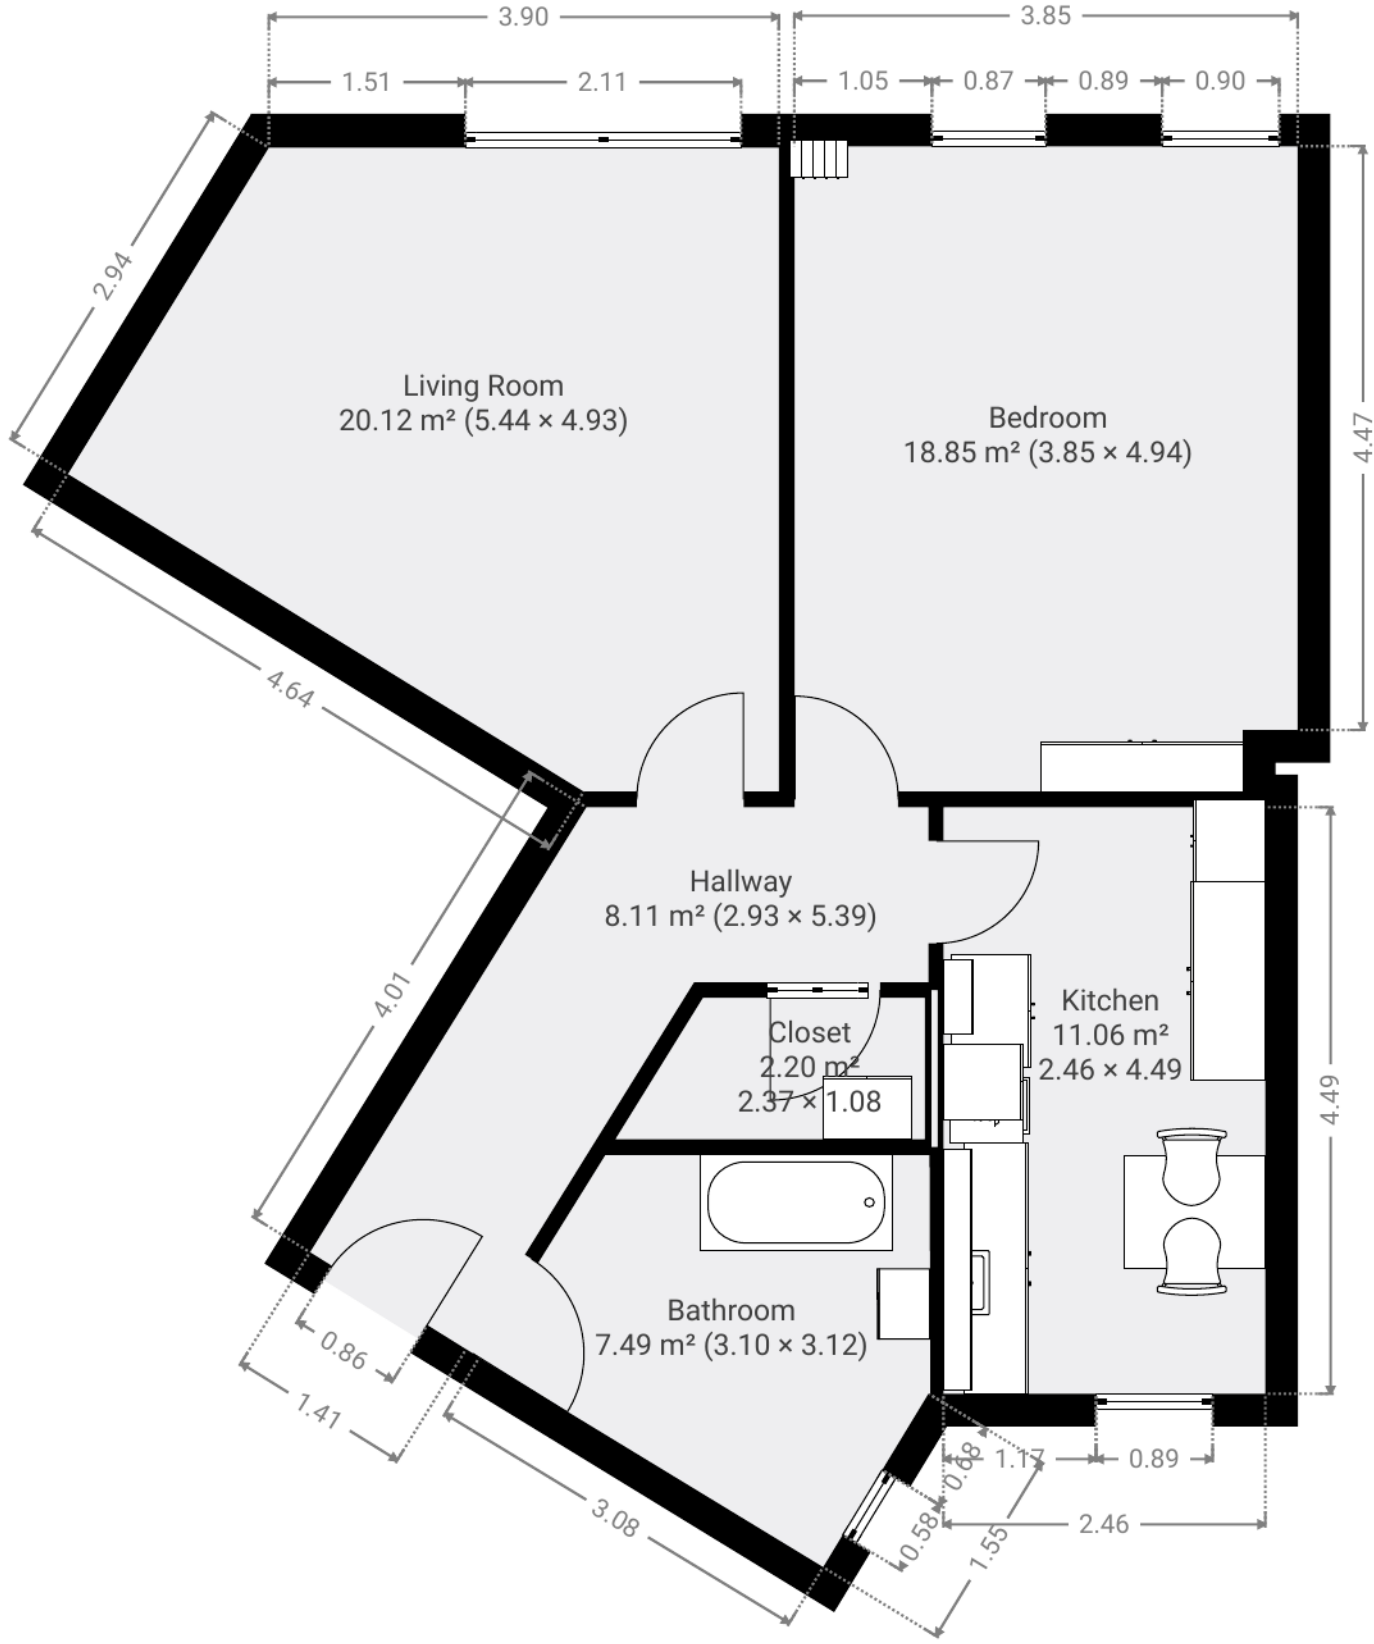 3.90
3.85
1.51
2.11
1.05
0.87
0.89
0.90
2.94
Living Room
20.12 m² (5.44 × 4.93)
Bedroom
18.85 m² (3.85 × 4.94)
4.47
4.64
Hallway
8.11 m² (2.93 × 5.39)
4.01
Closet
2.20 m²
2.37 × 1.08
Kitchen
11.06 m²
2.46 × 4.49
4.49
Bathroom
7.49 m² (3.10 × 3.12)
0.86
1.41
3.08
0.68
1.17
0.89
0.58
1.55
2.46